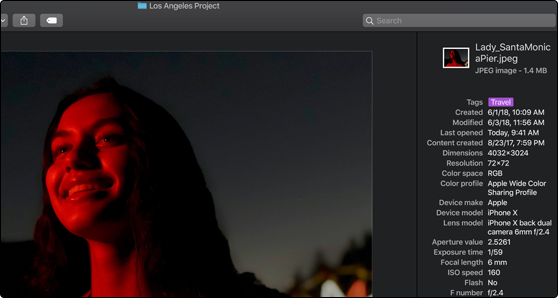 Los Angeles Project
Search
Lady_SantaMonic
aPier.jpeg
JPEG image - 1.4 MB
Tags Travel
Created 6/1/18, 10:09 AM
Modified 6/3/18, 11:56 AM
Last opened Today, 9:41 AM
Content created 8/23/17, 7:59 PM
Dimensions 4032×3024
Resolution 72×72
Color space RGB
Color profile Apple Wide Color
Sharing Profile
Device make Apple
Device model iPhone X
Lens model iPhone X back dual
camera 6mm f/2.4
Aperture value 2.5261
Exposure time 1/59
Focal length 6 mm
ISO speed 160
Flash No
F number f/2.4